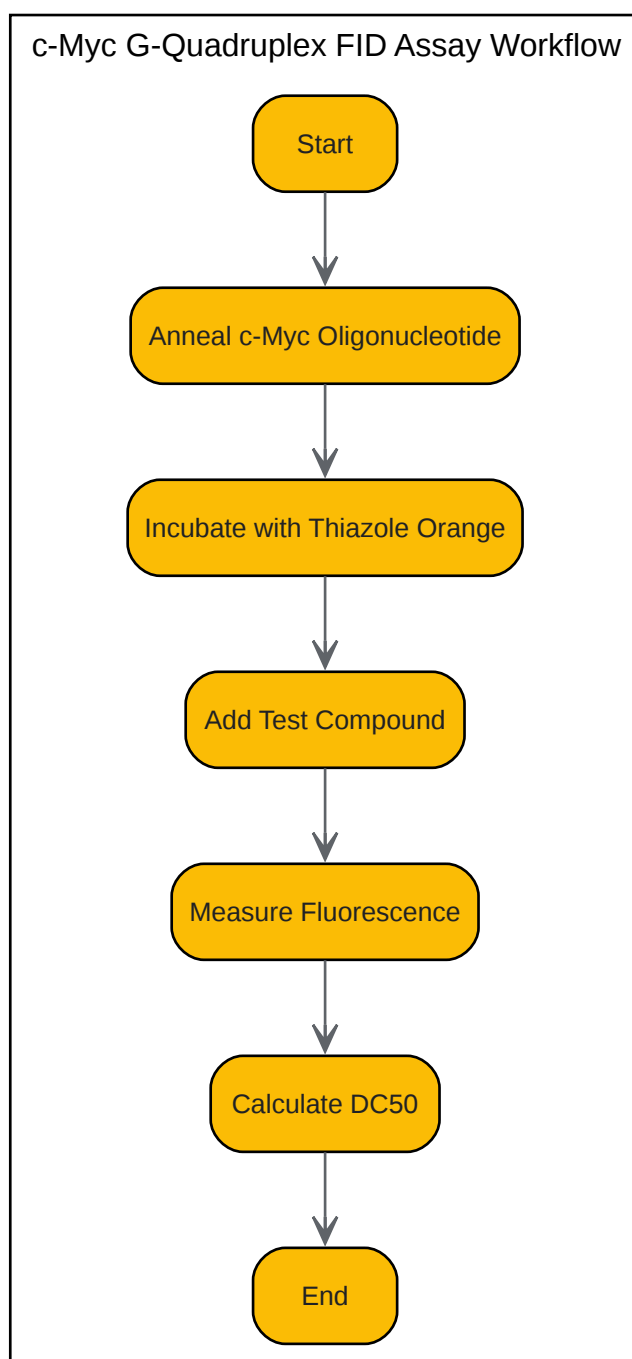 c-Myc G-Quadruplex FID Assay Workflow
Start
Anneal c-Myc Oligonucleotide
Incubate with Thiazole Orange
Add Test Compound
Measure Fluorescence
Calculate DC50
End